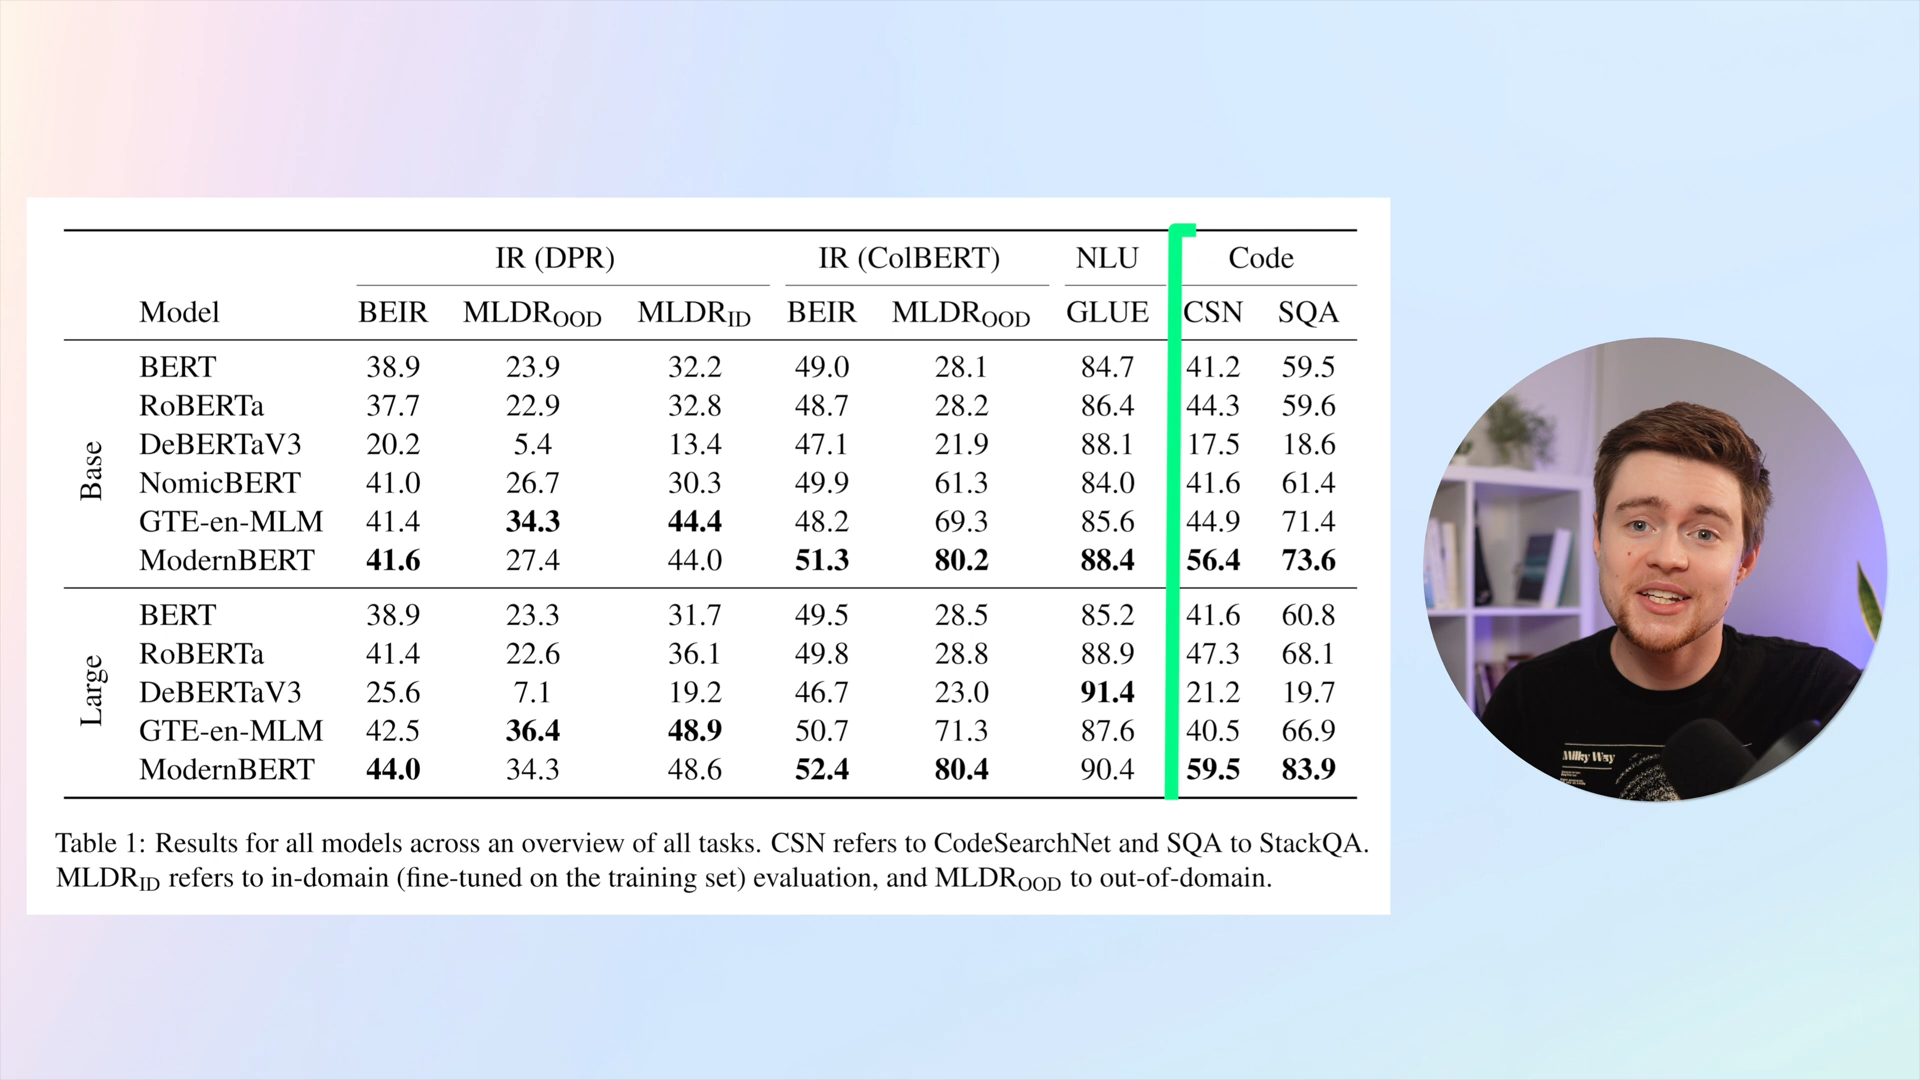 IR (DPR) IR (ColBERT) NLU Code
Model BEIR MLDR_OOD MLDR_ID BEIR MLDR_OOD GLUE CSN SQA
Base
BERT 38.9 23.9 32.2 49.0 28.1 84.7 41.2 59.5
RoBERTa 37.7 22.9 32.8 48.7 28.2 86.4 44.3 59.6
DeBERTaV3 20.2 5.4 13.4 47.1 21.9 88.1 17.5 18.6
NomicBERT 41.0 26.7 30.3 49.9 61.3 84.0 41.6 61.4
GTE-en-MLM 41.4 34.3 44.4 48.2 69.3 85.6 44.9 71.4
ModernBERT 41.6 27.4 44.0 51.3 80.2 88.4 56.4 73.6
Large
BERT 38.9 23.3 31.7 49.5 28.5 85.2 41.6 60.8
RoBERTa 41.4 22.6 36.1 49.8 28.8 88.9 47.3 68.1
DeBERTaV3 25.6 7.1 19.2 46.7 23.0 91.4 21.2 19.7
GTE-en-MLM 42.5 36.4 48.9 50.7 71.3 87.6 40.5 66.9
ModernBERT 44.0 34.3 48.6 52.4 80.4 90.4 59.5 83.9
Table 1: Results for all models across an overview of all tasks. CSN refers to CodeSearchNet and SQA to StackQA.
MLDR_ID refers to in-domain (fine-tuned on the training set) evaluation, and MLDR_OOD to out-of-domain.
Milky Way